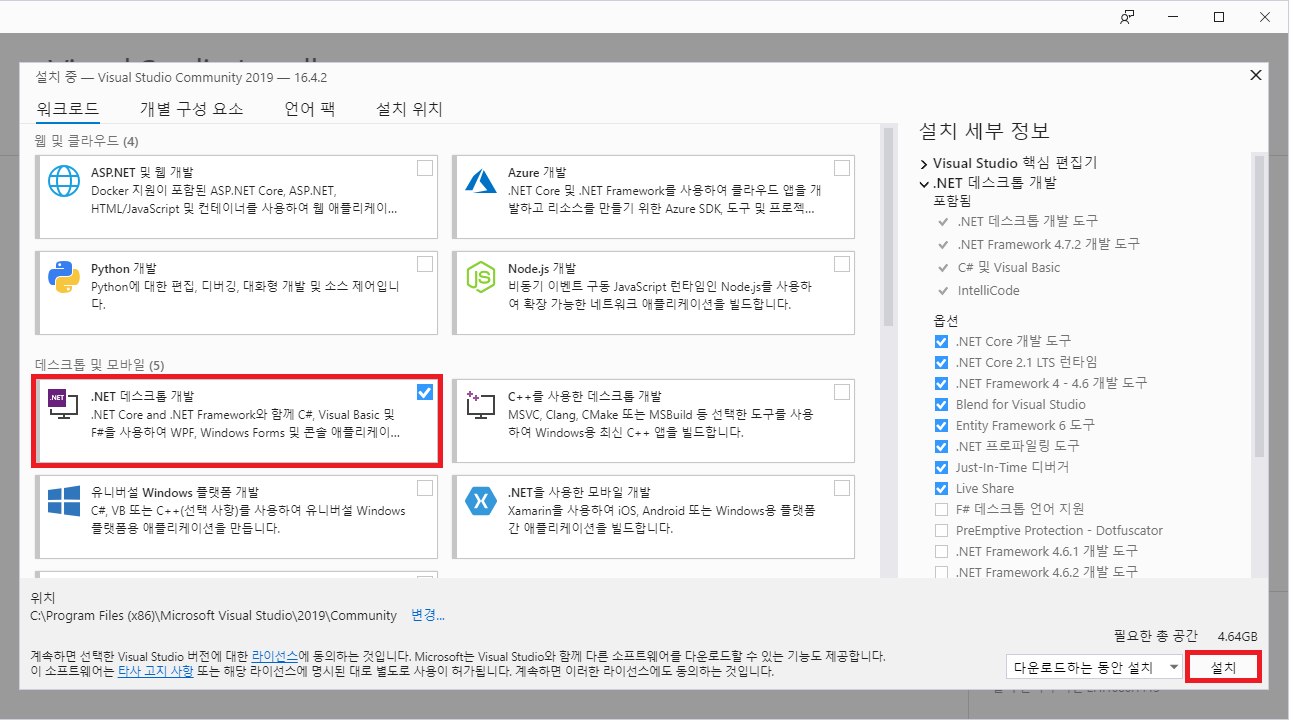 설치 중 — Visual Studio Community 2019 — 16.4.2
워크로드
개별 구성 요소
언어 팩
설치 위치
웹 및 클라우드 (4)
ASP.NET 및 웹 개발
Docker 지원이 포함된 ASP.NET Core, ASP.NET,
HTML/JavaScript 및 컨테이너를 사용하여 웹 애플리케이...
Azure 개발
.NET Core 및 .NET Framework를 사용하여 클라우드 앱을 개
발하고 리소스를 만들기 위한 Azure SDK, 도구 및 프로젝...
Python 개발
Python에 대한 편집, 디버깅, 대화형 개발 및 소스 제어입니
다.
Node.js 개발
비동기 이벤트 구동 JavaScript 런타임인 Node.js를 사용하
여 확장 가능한 네트워크 애플리케이션을 빌드합니다.
데스크톱 및 모바일 (5)
.NET
.NET 데스크톱 개발
.NET Core and .NET Framework와 함께 C#, Visual Basic 및
F#을 사용하여 WPF, Windows Forms 및 콘솔 애플리케이...
C++를 사용한 데스크톱 개발
MSVC, Clang, CMake 또는 MSBuild 등 선택한 도구를 사용
하여 Windows용 최신 C++ 앱을 빌드합니다.
유니버설 Windows 플랫폼 개발
C#, VB 또는 C++(선택 사항)를 사용하여 유니버설 Windows
플랫폼용 애플리케이션을 만듭니다.
.NET을 사용한 모바일 개발
Xamarin을 사용하여 iOS, Android 또는 Windows용 플랫폼
간 애플리케이션을 빌드합니다.
설치 세부 정보
Visual Studio 핵심 편집기
.NET 데스크톱 개발
포함됨
.NET 데스크톱 개발 도구
.NET Framework 4.7.2 개발 도구
C# 및 Visual Basic
IntelliCode
옵션
.NET Core 개발 도구
.NET Core 2.1 LTS 런타임
.NET Framework 4 - 4.6 개발 도구
Blend for Visual Studio
Entity Framework 6 도구
.NET 프로파일링 도구
Just-In-Time 디버거
Live Share
F# 데스크톱 언어 지원
PreEmptive Protection - Dotfuscator
.NET Framework 4.6.1 개발 도구
.NET Framework 4.6.2 개발 도구
위치
C:\Program Files (x86)\Microsoft Visual Studio\2019\Community 변경...
필요한 총 공간 4.64GB
계속하면 선택한 Visual Studio 버전에 대한 라이선스에 동의하는 것입니다. Microsoft는 Visual Studio와 함께 다른 소프트웨어를 다운로드할 수 있는 기능도 제공합니다.
이 소프트웨어는 타사 고지 사항 또는 해당 라이선스에 명시된 대로 별도로 사용이 허가됩니다. 계속하면 이러한 라이선스에도 동의하는 것입니다.
다운로드하는 동안 설치
설치